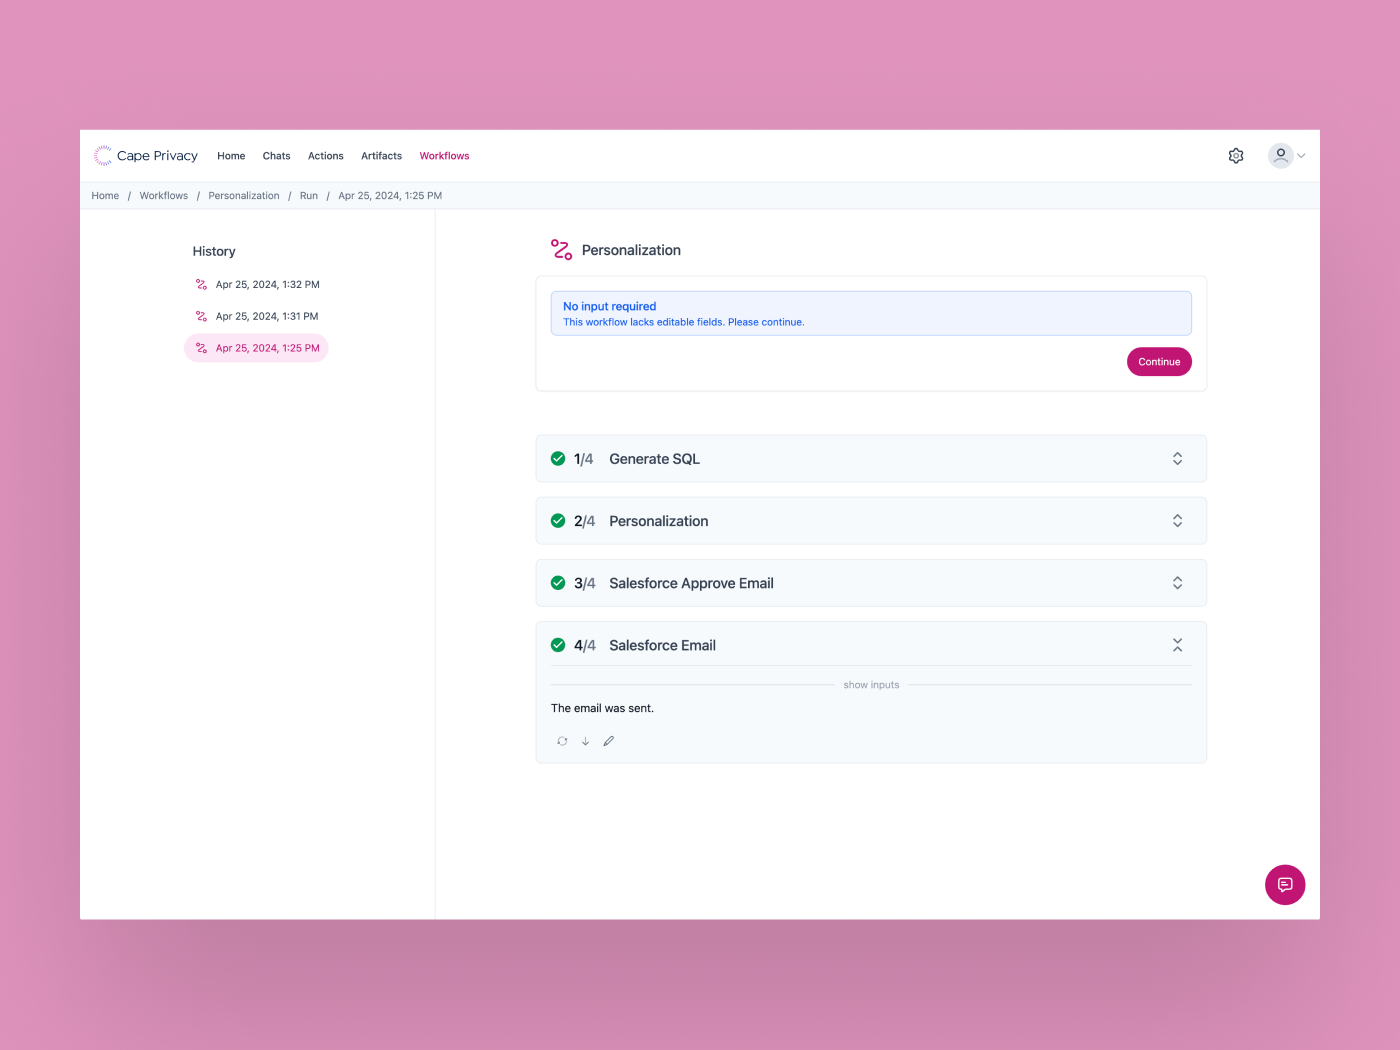 Cape Privacy
Home Chats Actions Artifacts Workflows
Home / Workflows / Personalization / Run / Apr 25, 2024, 1:25 PM
History
Apr 25, 2024, 1:32 PM
Apr 25, 2024, 1:31 PM
Apr 25, 2024, 1:25 PM
Personalization
No input required
This workflow lacks editable fields. Please continue.
Continue
1/4 Generate SQL
2/4 Personalization
3/4 Salesforce Approve Email
4/4 Salesforce Email
show inputs
The email was sent.